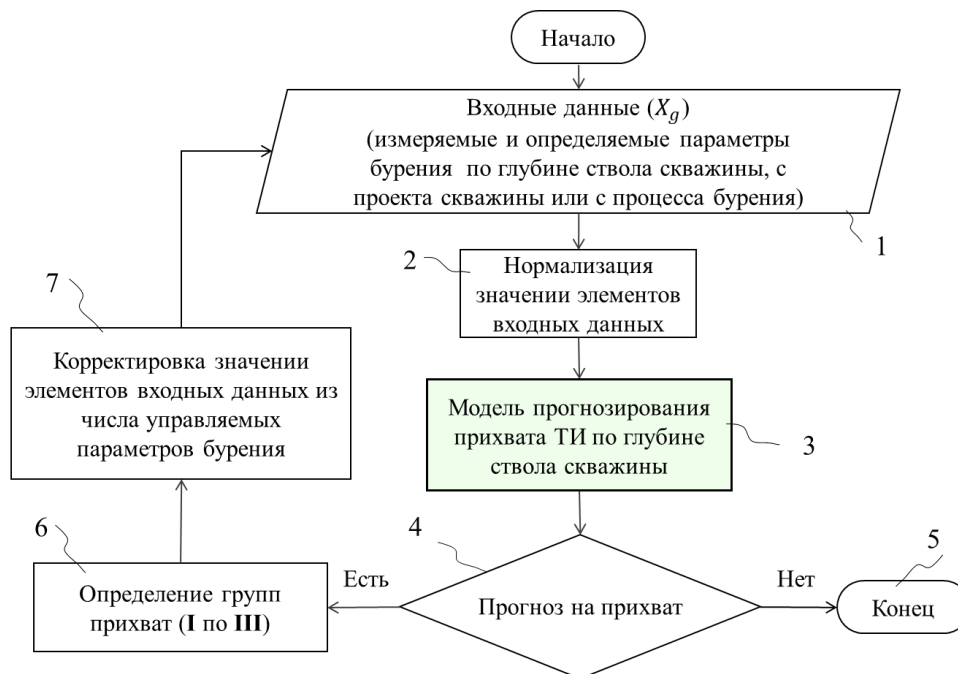 Начало
Входные данные (X_g)
(измеряемые и определяемые параметры
бурения по глубине ствола скважины, с
проекта скважины или с процесса бурения)
1
2
Нормализация
значении элементов
входных данных
7
Корректировка значении
элементов входных данных из
числа управляемых
параметров бурения
Модель прогнозирования
прихвата ТИ по глубине
ствола скважины
3
4
6
5
Есть
Нет
Определение групп
прихват (I по III)
Прогноз на прихват
Конец